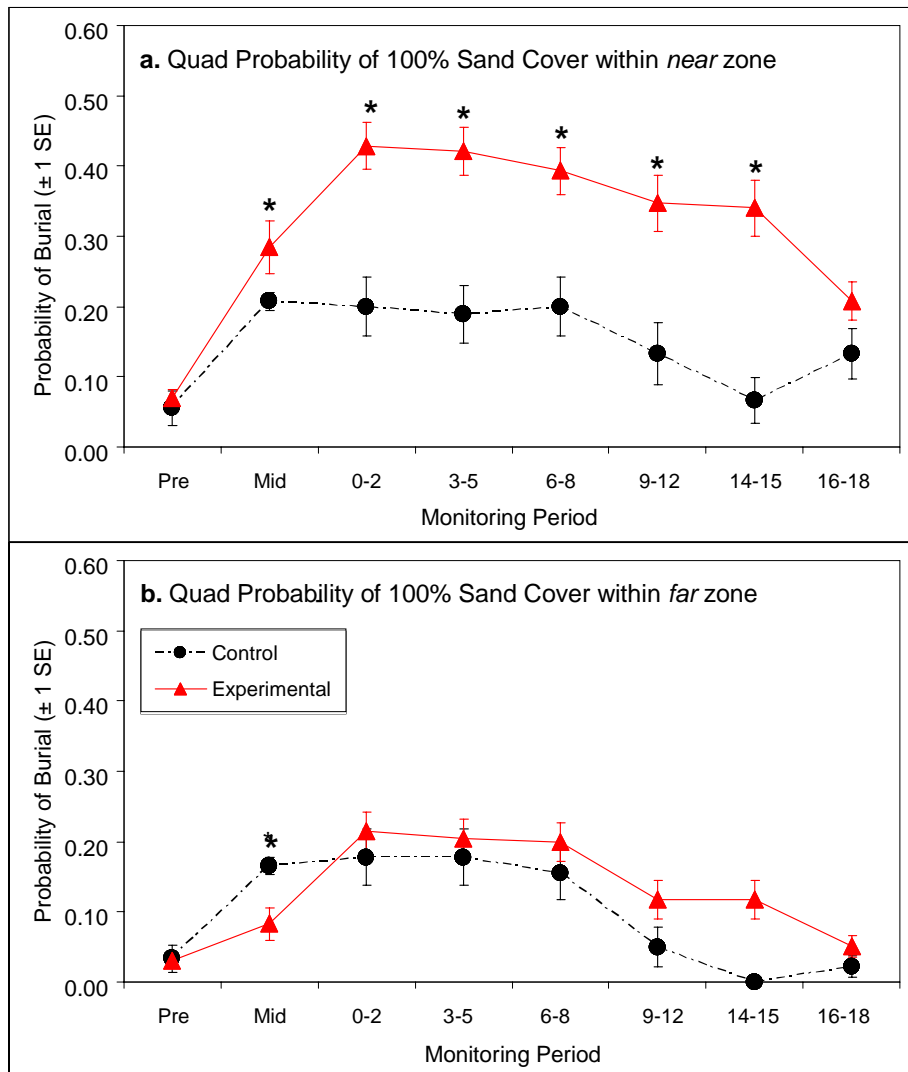 a. Quad Probability of 100% Sand Cover within near zone
Probability of Burial (± 1 SE)
0.60
0.50
0.40
0.30
0.20
0.10
0.00
* * * * * *
Pre Mid 0-2 3-5 6-8 9-12 14-15 16-18
Monitoring Period
b. Quad Probability of 100% Sand Cover within far zone
Probability of Burial (± 1 SE)
0.60
0.50
0.40
0.30
0.20
0.10
0.00
Control
Experimental
*
Pre Mid 0-2 3-5 6-8 9-12 14-15 16-18
Monitoring Period